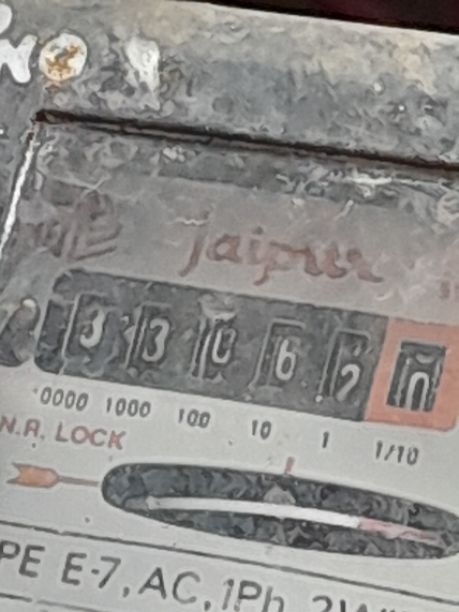 Jaipur
3 3 0 6 2 0
0000 1000 100 10 1 1/10
N.R. LOCK
PE E-7, AC, 1Ph, 2W